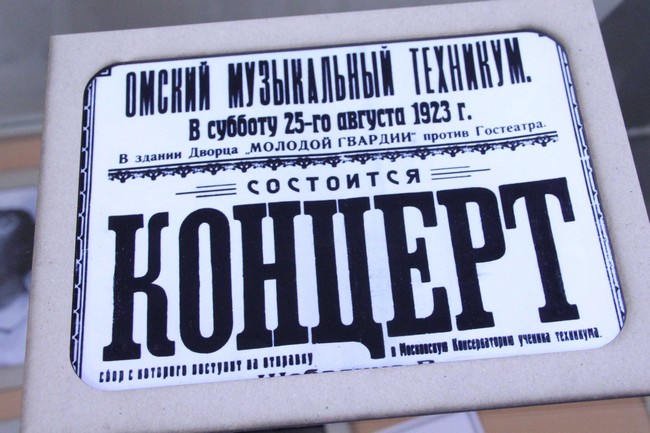 ОМСКИЙ МУЗЫКАЛЬНЫЙ ТЕХНИКУМ.
В субботу 25-го августа 1923 г.
В здании Дворца „МОЛОДОЙ ГВАРДИИ" против Гостеатра.
СОСТОИТСЯ
КОНЦЕРТ
сбор с которого поступит на отправку в Московскую Консерваторию ученика техникума.